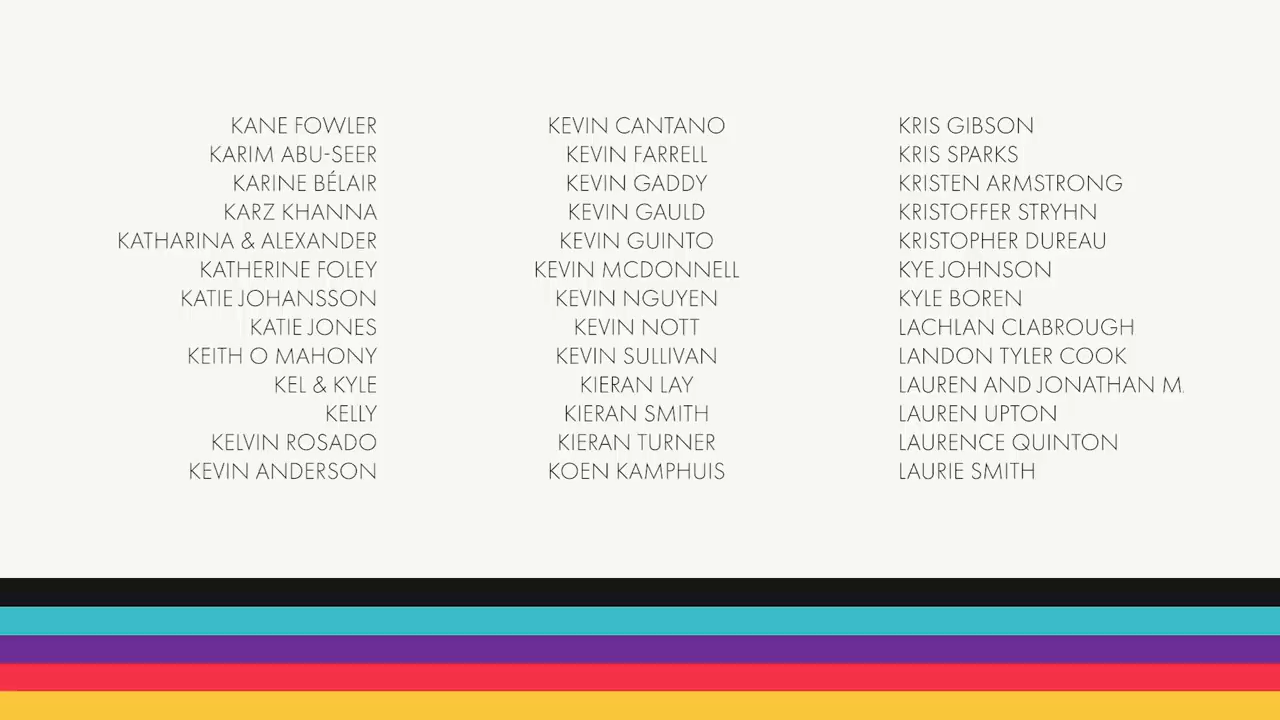 KANE FOWLER
KARIM ABU-SEER
KARINE BÉLAIR
KARZ KHANNA
KATHARINA & ALEXANDER
KATHERINE FOLEY
KATIE JOHANSSON
KATIE JONES
KEITH O MAHONY
KEL & KYLE
KELLY
KELVIN ROSADO
KEVIN ANDERSON
KEVIN CANTANO
KEVIN FARRELL
KEVIN GADDY
KEVIN GAULD
KEVIN GUINTO
KEVIN MCDONNELL
KEVIN NGUYEN
KEVIN NOTT
KEVIN SULLIVAN
KIERAN LAY
KIERAN SMITH
KIERAN TURNER
KOEN KAMPHUIS
KRIS GIBSON
KRIS SPARKS
KRISTEN ARMSTRONG
KRISTOFFER STRYHN
KRISTOPHER DUREAU
KYE JOHNSON
KYLE BOREN
LACHLAN CLABROUGH
LANDON TYLER COOK
LAUREN AND JONATHAN M.
LAUREN UPTON
LAURENCE QUINTON
LAURIE SMITH